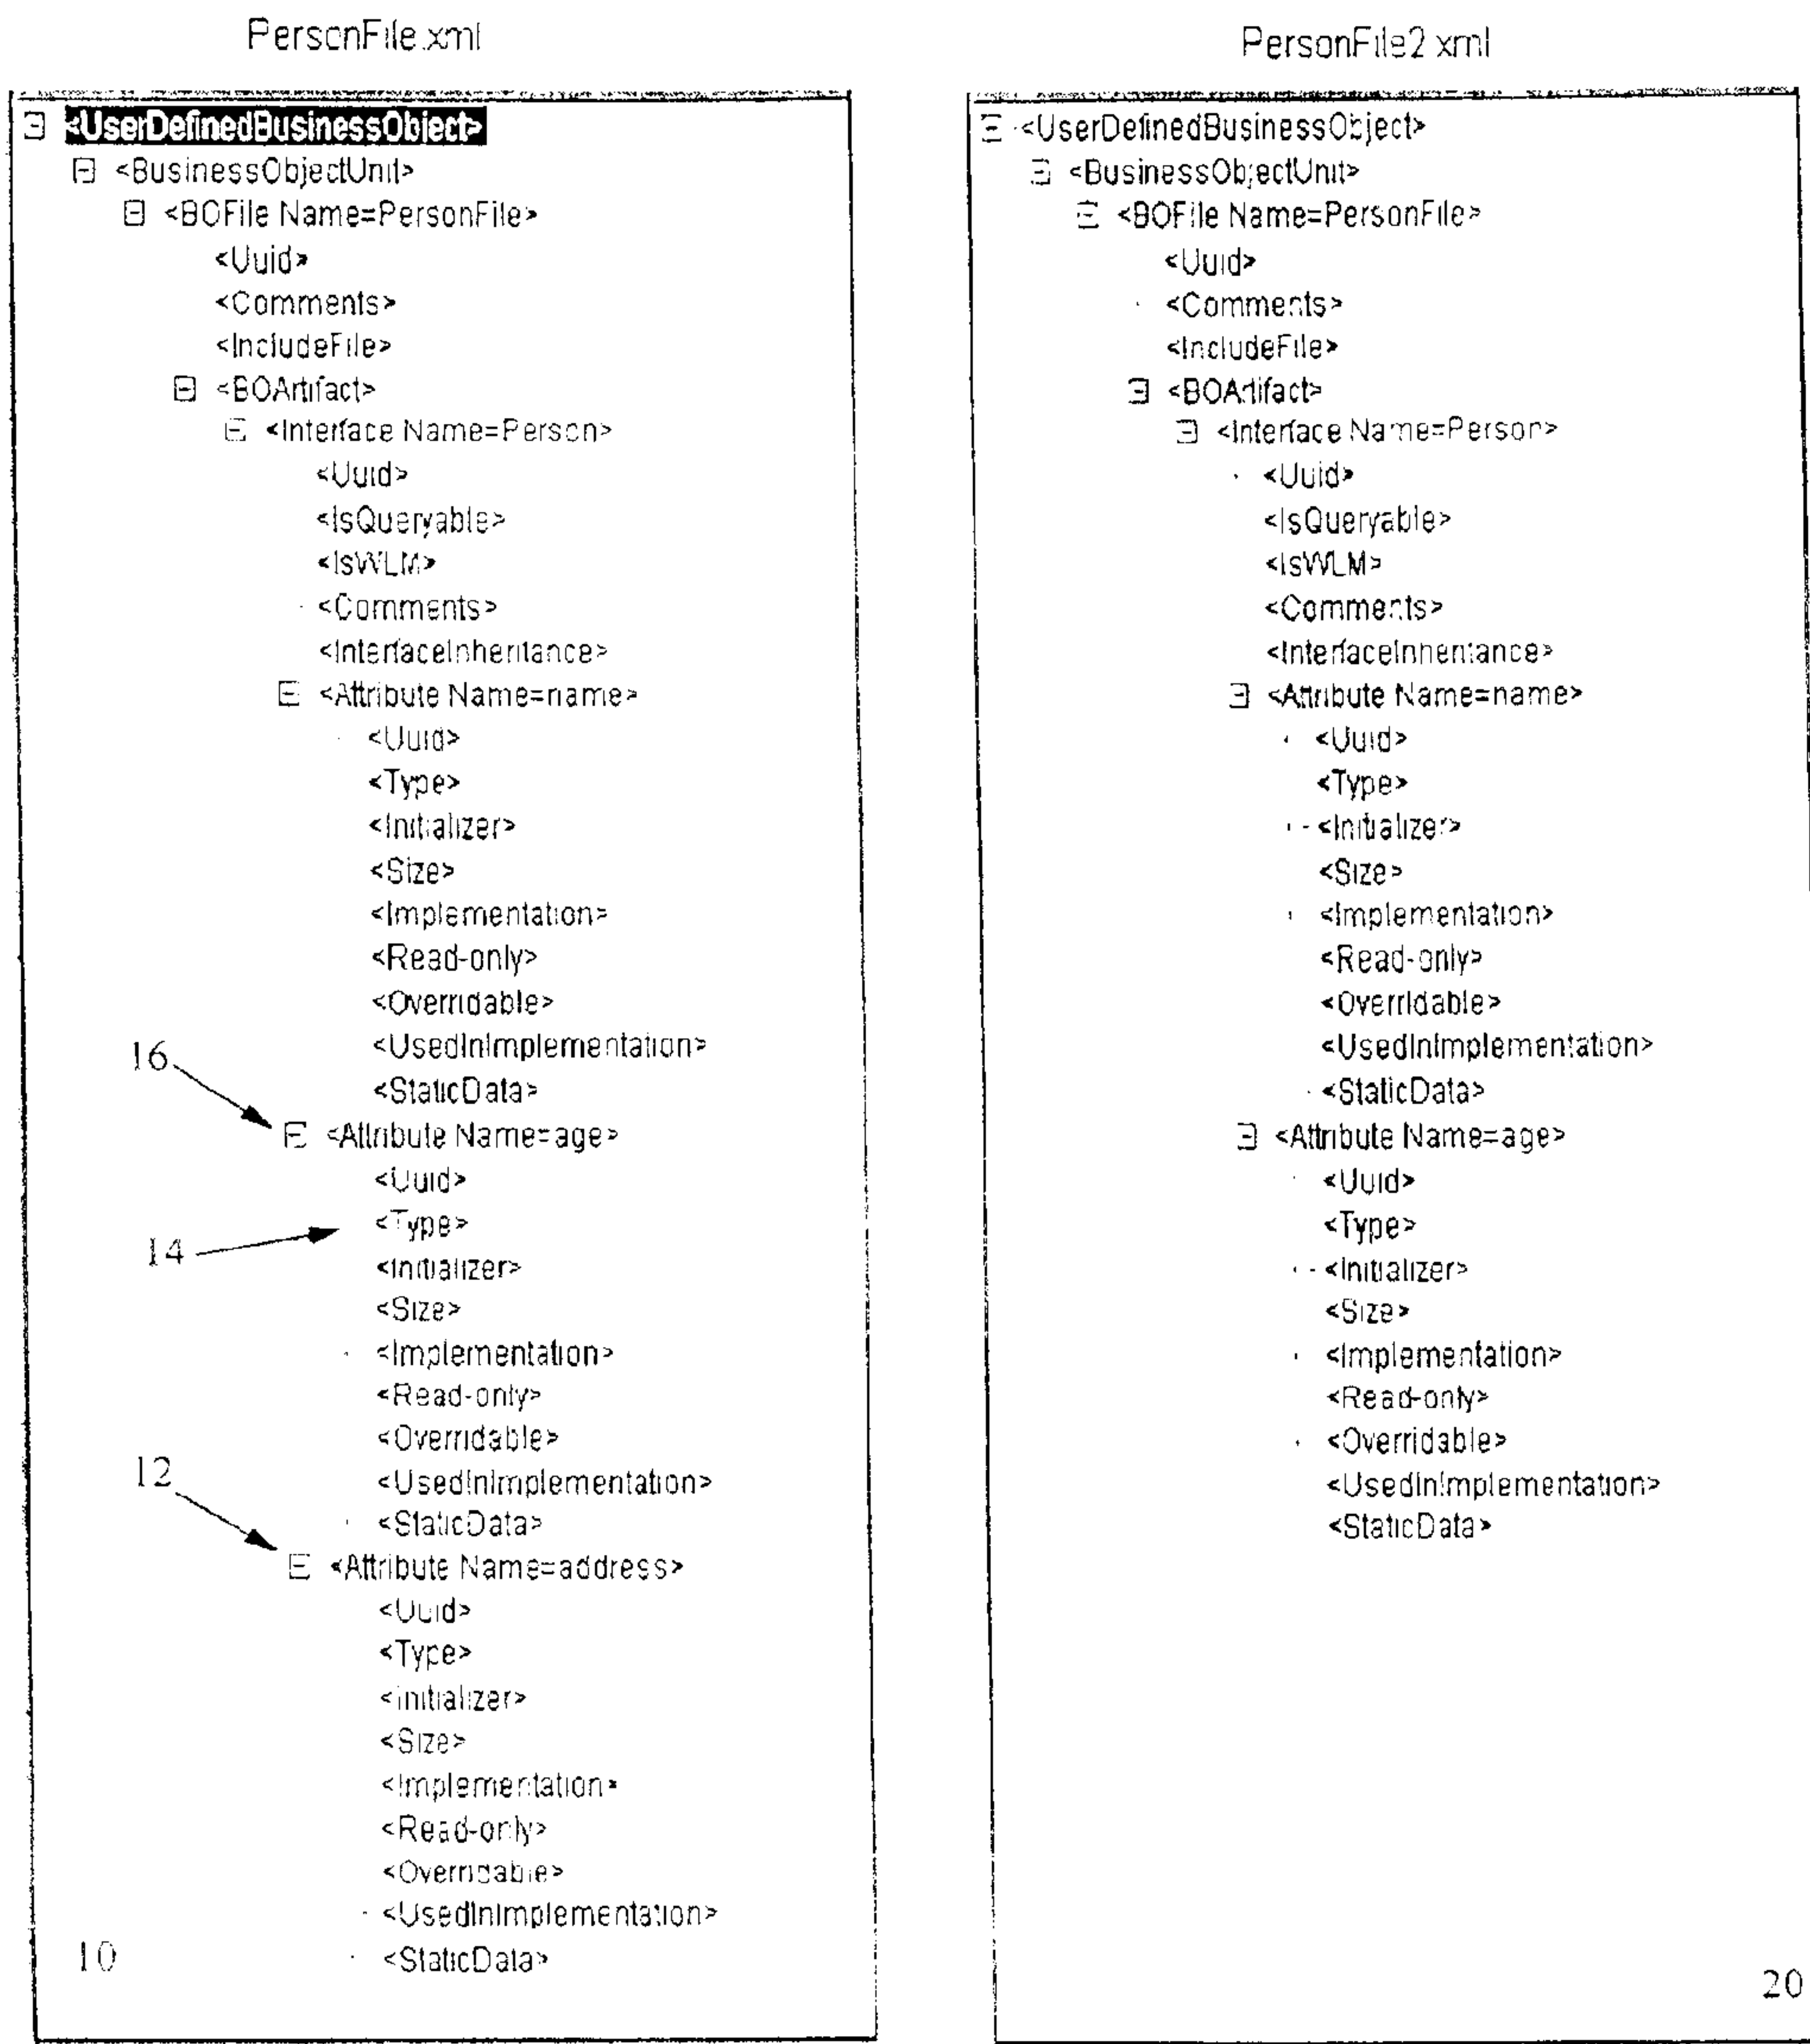 PersonFile.xml
<UserDefinedBusinessObject>
<BusinessObjectUnit>
<BOFile Name=PersonFile>
<Uuid>
<Comments>
<IncludeFile>
<BOArtifact>
<Interface Name=Person>
<Uuid>
<IsQueryable>
<IsWLM>
<Comments>
<InterfaceInheritance>
<Attribute Name=name>
<Uuid>
<Type>
<Initializer>
<Size>
<Implementation>
<Read-only>
<Overridable>
<UsedInImplementation>
<StaticData>
16
<Attribute Name=age>
<Uuid>
<Type>
14
<Initializer>
<Size>
<Implementation>
<Read-only>
<Overridable>
<UsedInImplementation>
12
<StaticData>
<Attribute Name=address>
<Uuid>
<Type>
<Initializer>
<Size>
<Implementation>
<Read-only>
<Overridable>
<UsedInImplementation>
<StaticData>
10
PersonFile2.xml
<UserDefinedBusinessObject>
<BusinessObjectUnit>
<BOFile Name=PersonFile>
<Uuid>
<Comments>
<IncludeFile>
<BOArtifact>
<Interface Name=Person>
<Uuid>
<IsQueryable>
<IsWLM>
<Comments>
<InterfaceInheritance>
<Attribute Name=name>
<Uuid>
<Type>
<Initializer>
<Size>
<Implementation>
<Read-only>
<Overridable>
<UsedInImplementation>
<StaticData>
<Attribute Name=age>
<Uuid>
<Type>
<Initializer>
<Size>
<Implementation>
<Read-only>
<Overridable>
<UsedInImplementation>
<StaticData>
20